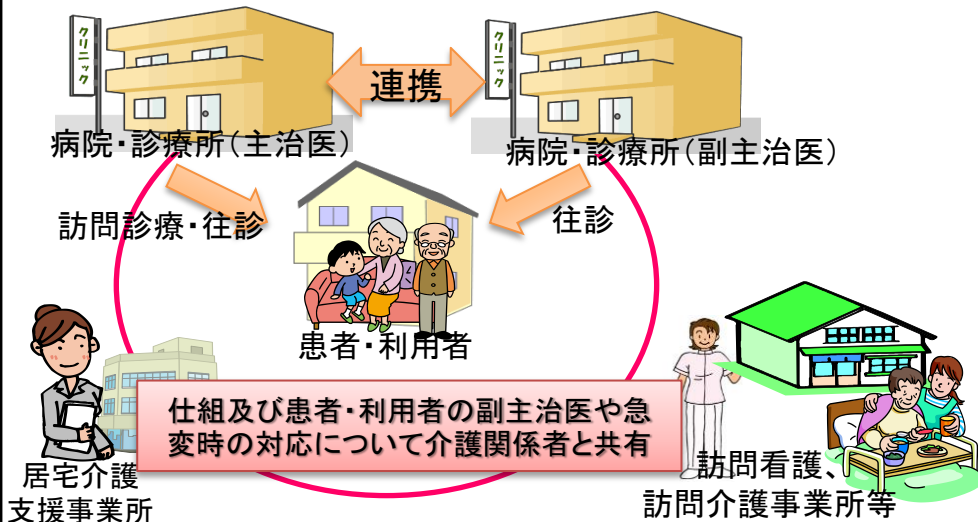 クリニック
クリニック
連携
病院・診療所(主治医)
病院・診療所(副主治医)
訪問診療・往診
往診
患者・利用者
仕組及び患者・利用者の副主治医や急
変時の対応について介護関係者と共有
居宅介護
支援事業所
訪問看護、
訪問介護事業所等